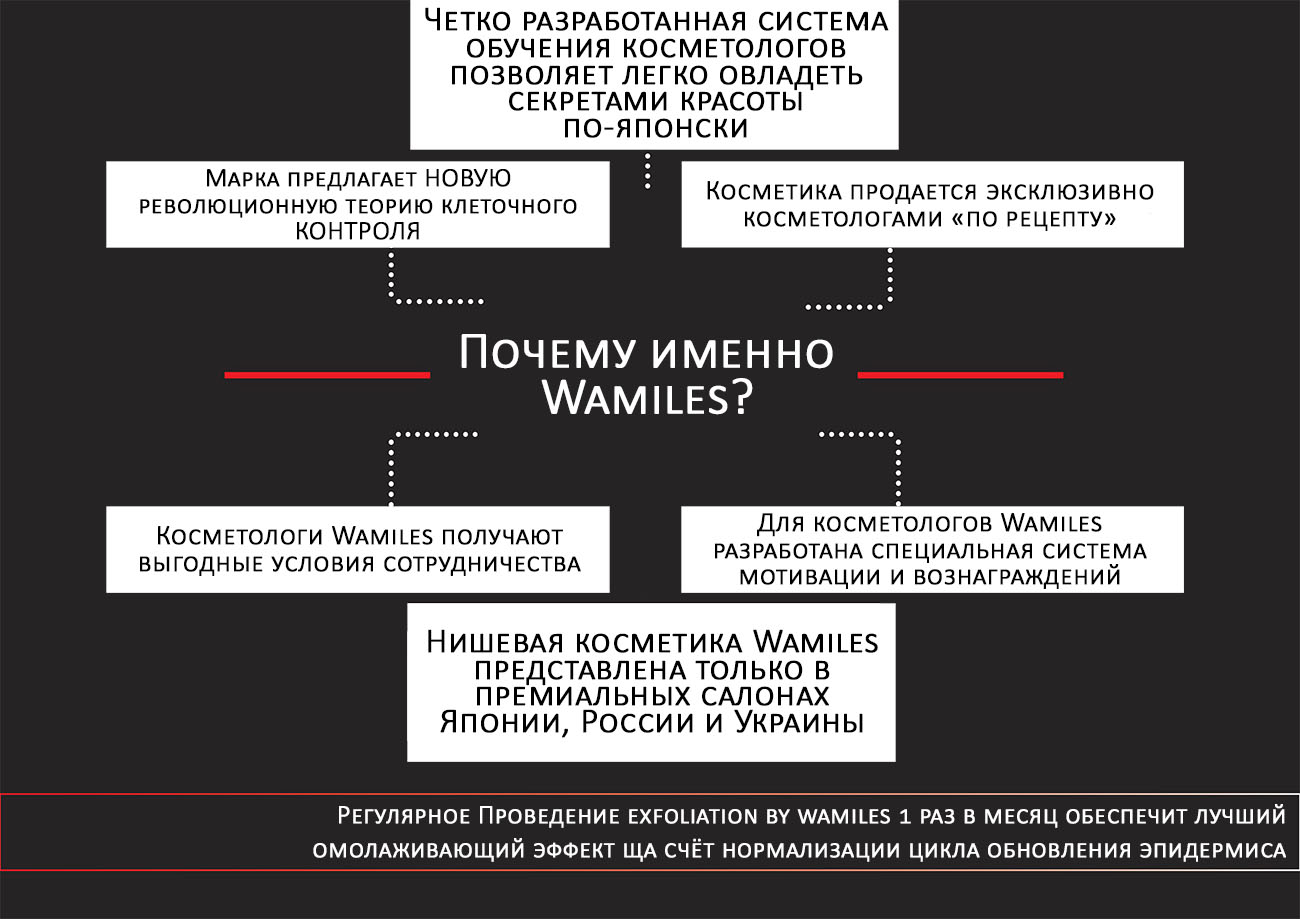 Четко разработанная система
обучения косметологов
позволяет легко овладеть
секретами красоты
по-японски
Марка предлагает НОВУЮ
революционную теорию клеточного
КОНТРОЛЯ
Косметика продается эксклюзивно
косметологами «по рецепту»
Почему именно
Wamiles?
Косметологи Wamiles получают
выгодные условия сотрудничества
Для косметологов Wamiles
разработана специальная система
мотивации и вознаграждений
Нишевая косметика Wamiles
представлена только в
премиальных салонах
Японии, России и Украины
Регулярное Проведение exfoliation by wamiles 1 раз в месяц обеспечит лучший
омолаживающий эффект ща счёт нормализации цикла обновления эпидермиса